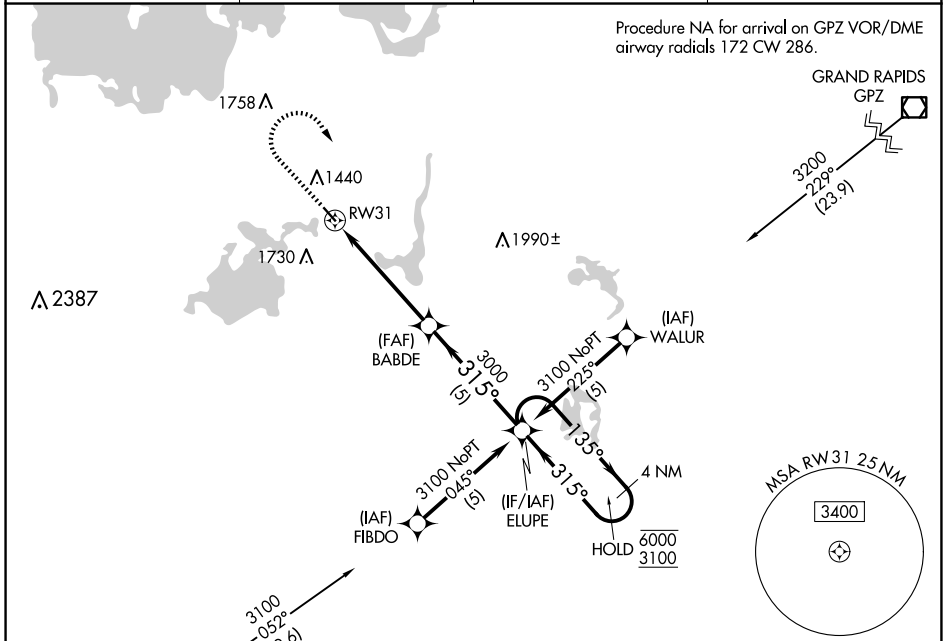 Procedure NA for arrival on GPZ VOR/DME
airway radials 172 CW 286.
GRAND RAPIDS
GPZ
3200
229°
(23.9)
1758
1440
RW31
1730
1990±
2387
(IAF)
WALUR
(FAF)
BABDE
3000
315°
(5)
3100 NoPT
225°
(5)
135°
315°
4 NM
3100 NoPT
045°
(5)
(IF/IAF)
ELUPE
(IAF)
FIBDO
HOLD
6000
3100
MSA RW 31 25 NM
3400
3100
052°